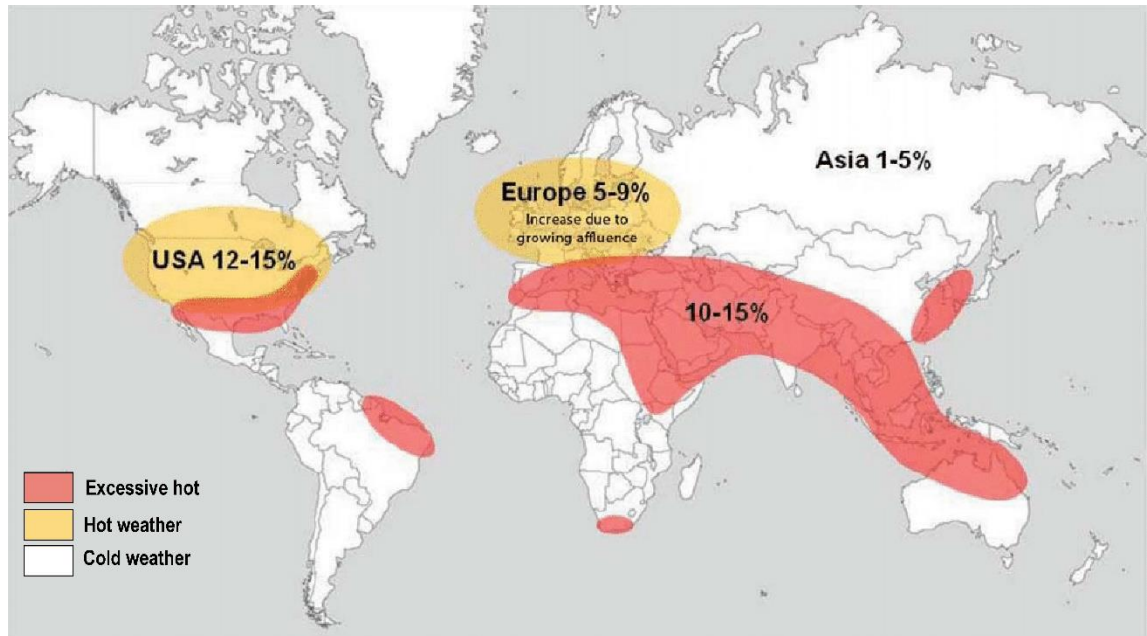 Asia 1-5%
Europe 5-9%
Increase due to
growing affluence
USA 12-15%
10-15%
Excessive hot
Hot weather
Cold weather